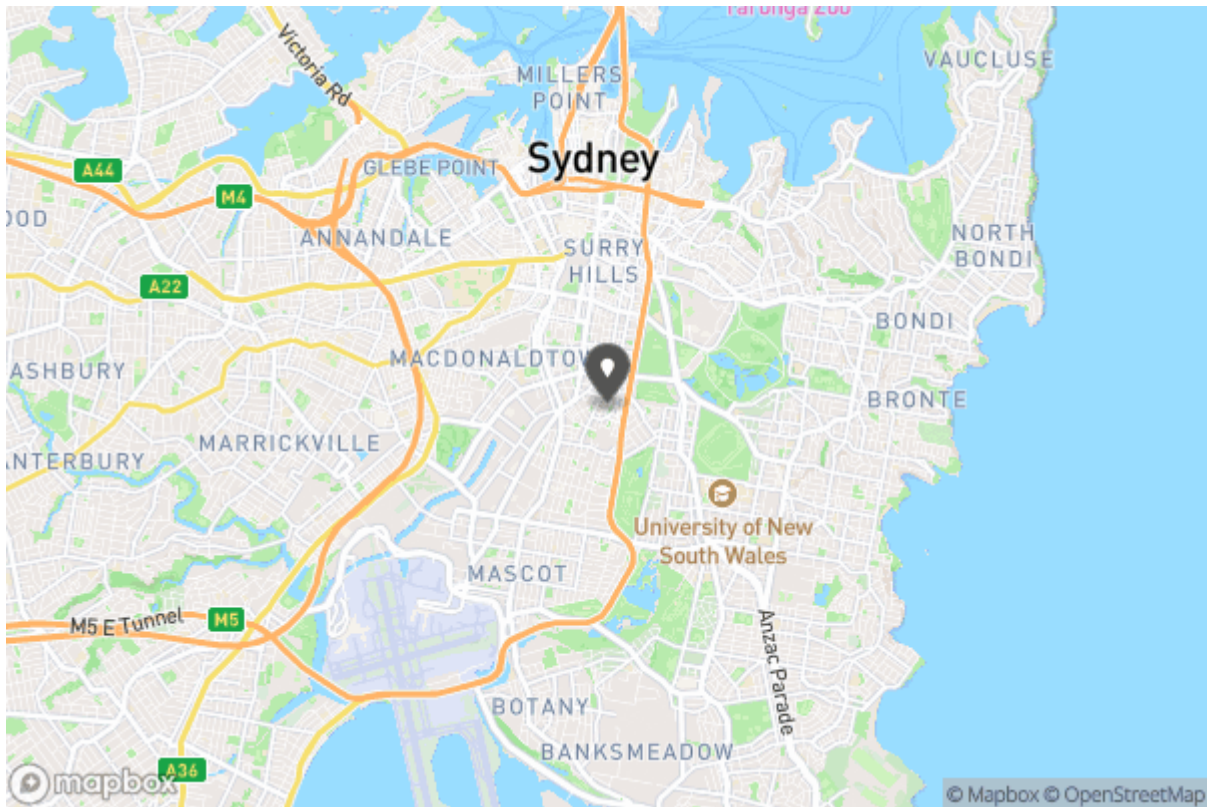 Taronga Zoo
VAUCLUSE
Victoria Rd
MILLERS
POINT
Sydney
GLEBE POINT
A44
M4
OOD
ANNANDALE
SURRY
HILLS
NORTH
BONDI
A22
BONDI
MACDONALDTOW
ASHBURY
BRONTE
MARRICKVILLE
ANTERBURY
University of New
South Wales
MASCOT
M5 E Tunnel
M5
Anzac Parade
BOTANY
BANKSMEADOW
A36
mapbox
© Mapbox © OpenStreetMap